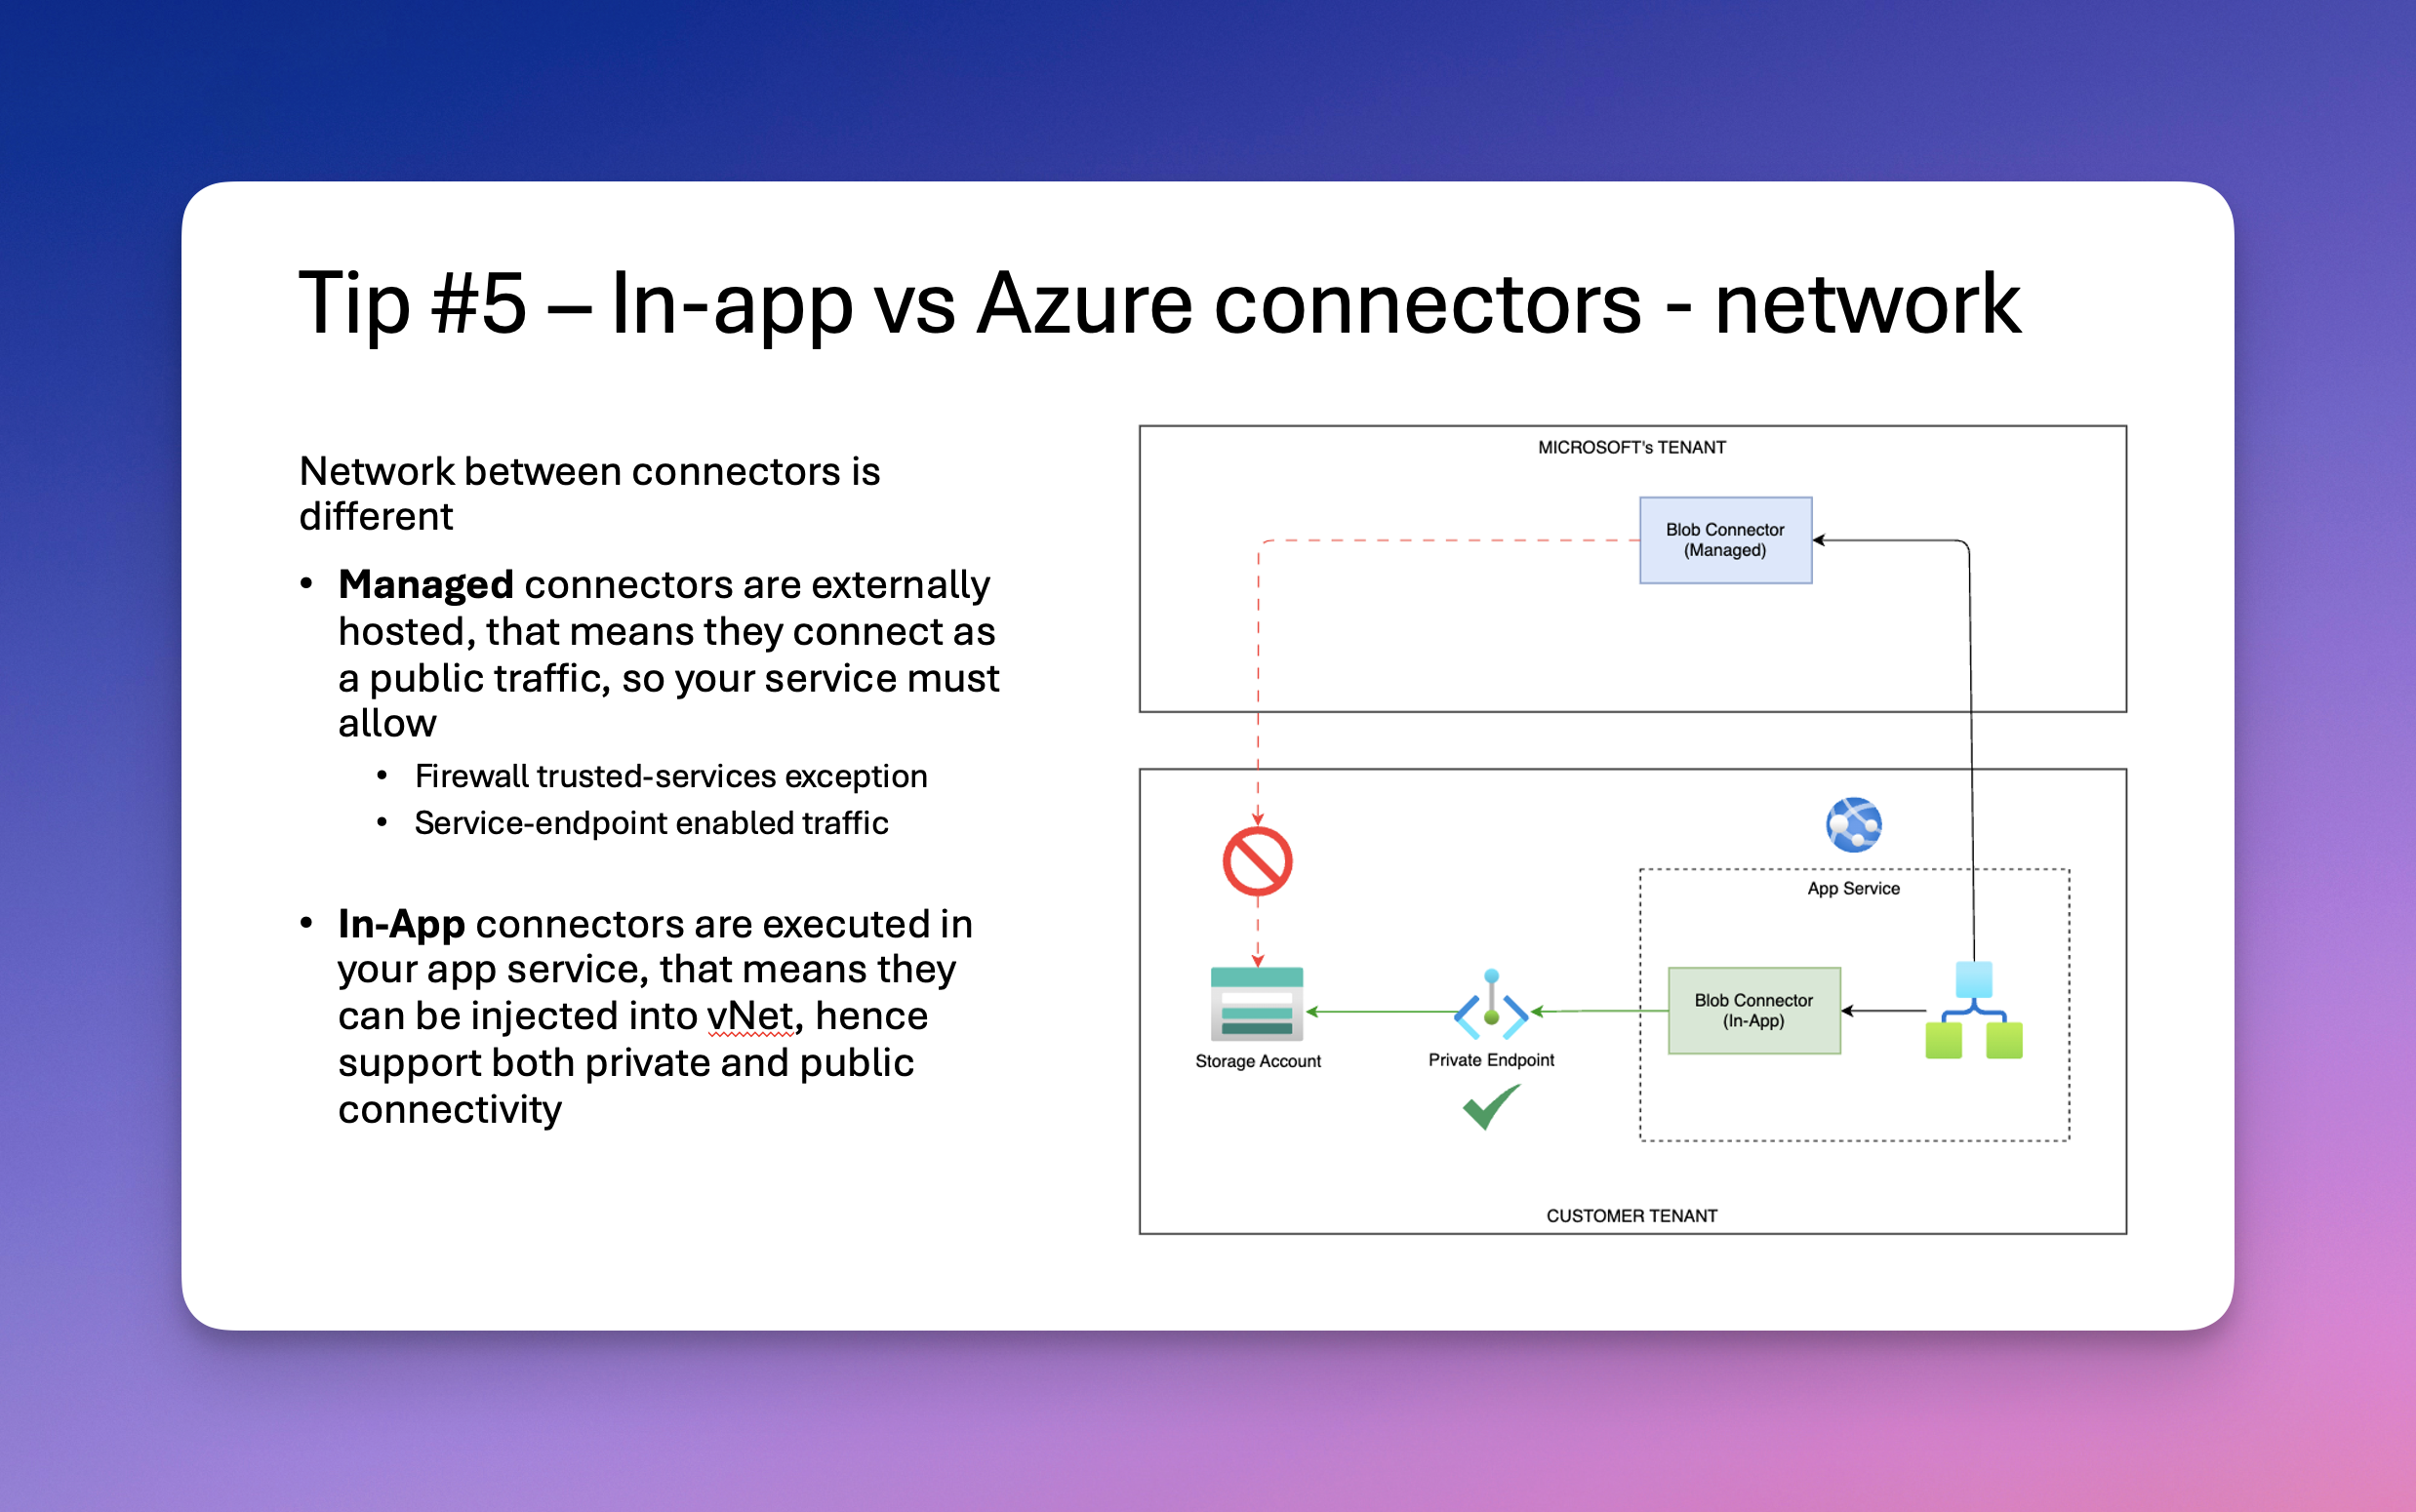 Tip #5 – In-app vs Azure connectors - network
Network between connectors is
different
• Managed connectors are externally
hosted, that means they connect as
a public traffic, so your service must
allow
• Firewall trusted-services exception
• Service-endpoint enabled traffic
• In-App connectors are executed in
your app service, that means they
can be injected into vNet, hence
support both private and public
connectivity
MICROSOFT's TENANT
Blob Connector
(Managed)
App Service
Blob Connector
(In-App)
Storage Account
Private Endpoint
CUSTOMER TENANT